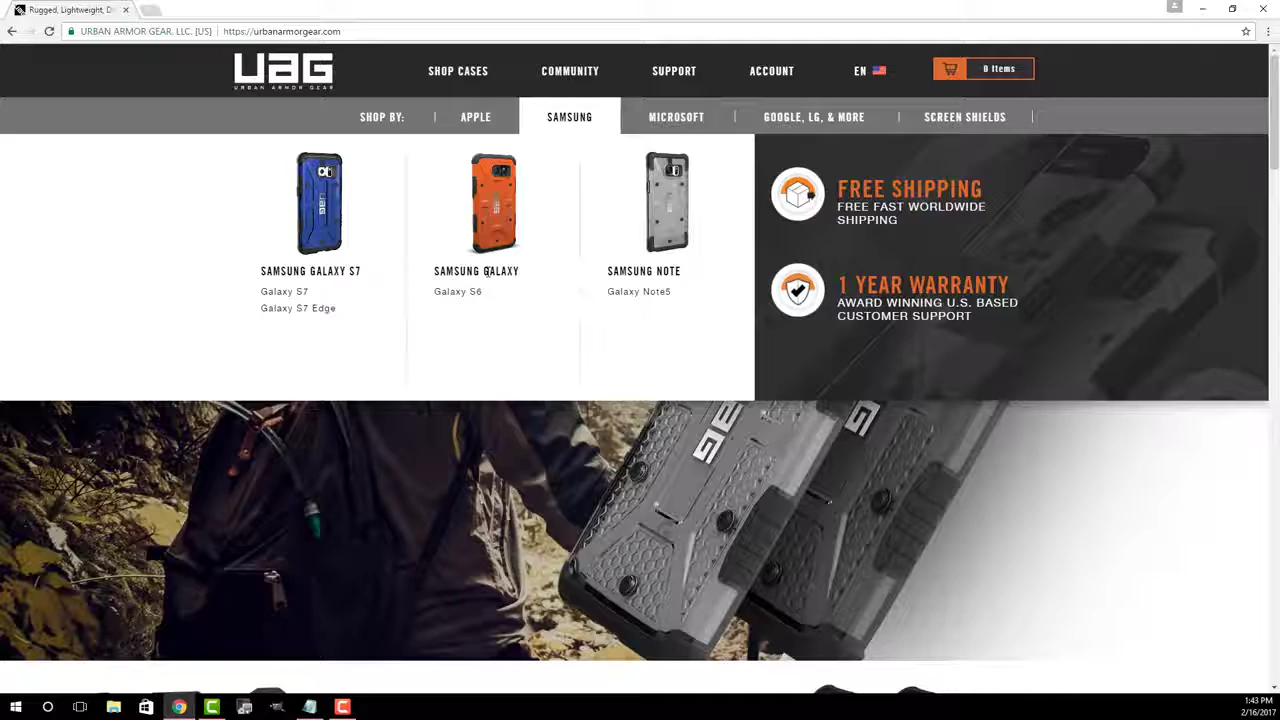 Rugged, Lightweight, D
URBAN ARMOR GEAR, LLC. [US] https://urbanarmorgear.com
UAG
URBAN ARMOR GEAR
SHOP CASES COMMUNITY SUPPORT ACCOUNT EN 0 Items
SHOP BY: APPLE SAMSUNG MICROSOFT GOOGLE, LG, & MORE SCREEN SHIELDS
SAMSUNG GALAXY S7
Galaxy S7
Galaxy S7 Edge
SAMSUNG GALAXY
Galaxy S6
SAMSUNG NOTE
Galaxy Note5
FREE SHIPPING
FREE FAST WORLDWIDE
SHIPPING
1 YEAR WARRANTY
AWARD WINNING U.S. BASED
CUSTOMER SUPPORT
1:43 PM
2/16/2017